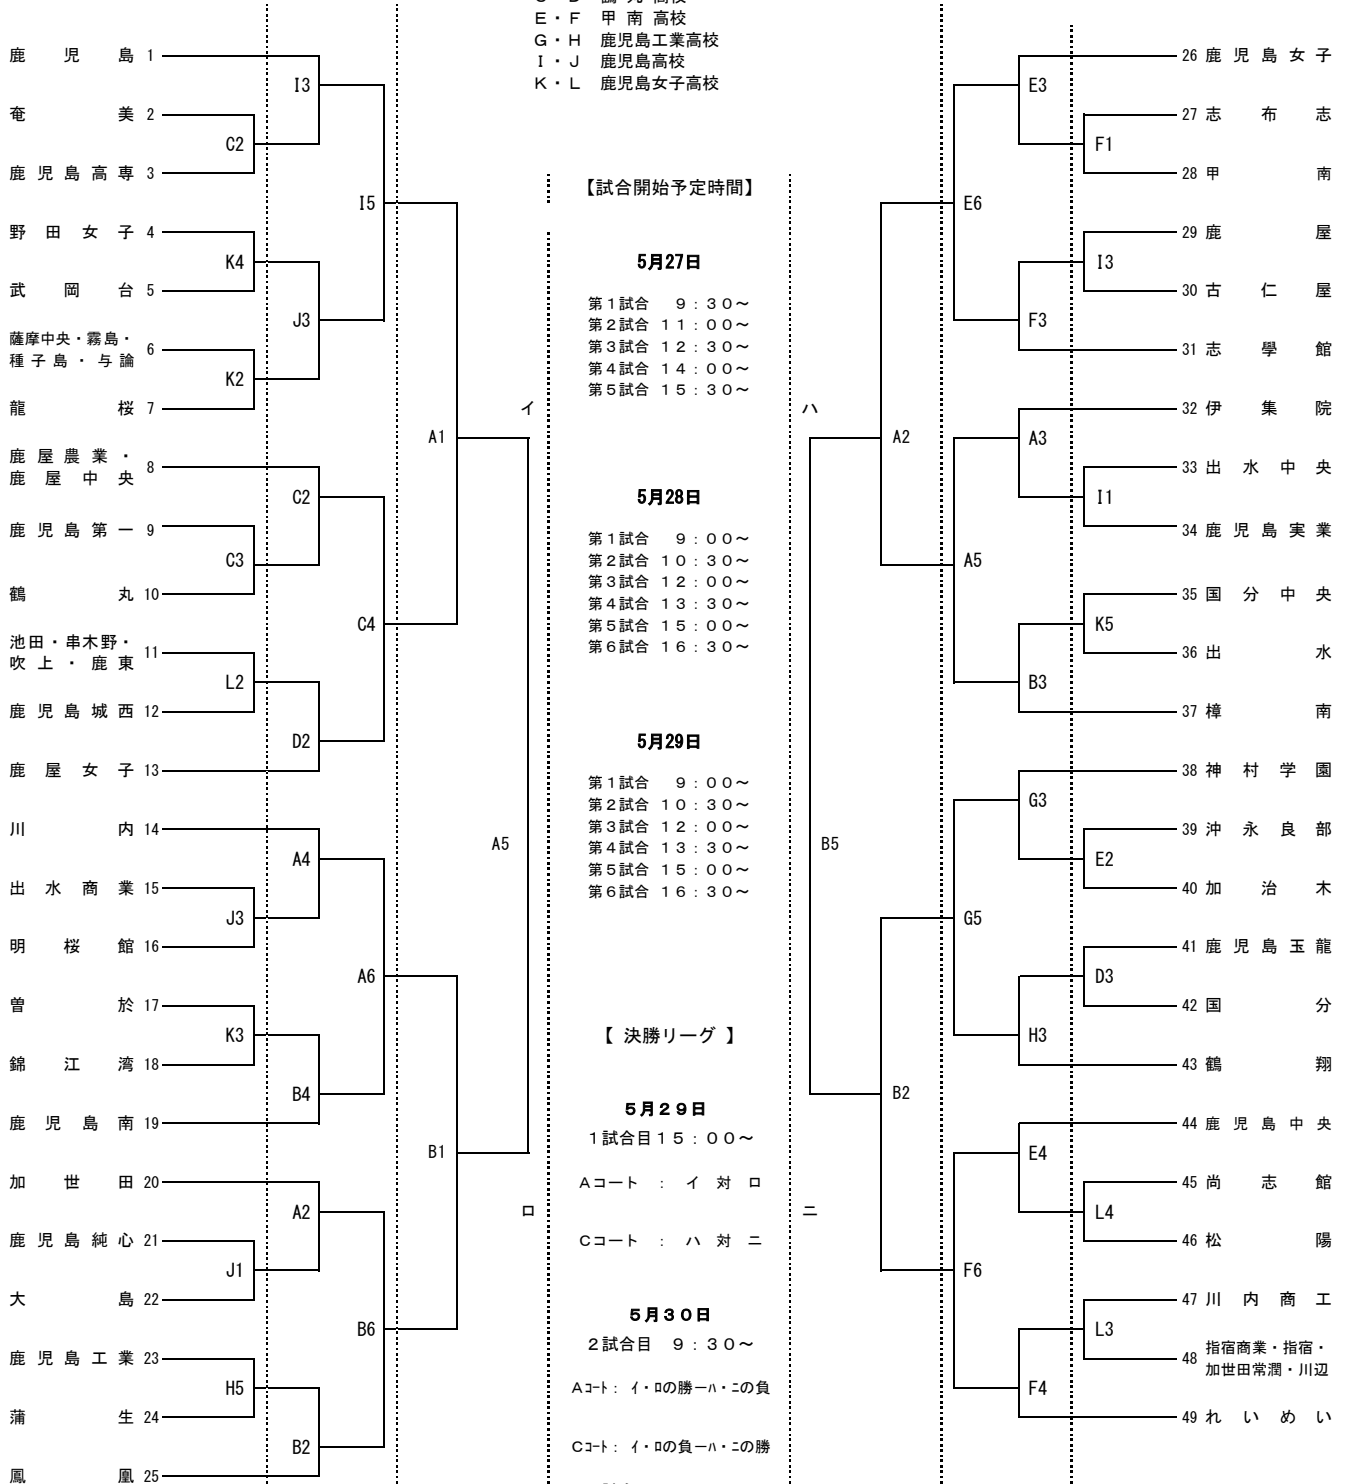 E・F 甲 南 高校
G・H 鹿児島工業高校
I・J 鹿児島高校
K・L 鹿児島女子高校
鹿児島 1
奄美 2
鹿児島高専 3
野田女子 4
武岡台 5
薩摩中央・霧島・
種子島・与論 6
龍桜 7
鹿屋農業・
鹿屋中央 8
鹿児島第一 9
鶴丸 10
池田・串木野・
吹上・鹿東 11
鹿児島城西 12
鹿屋女子 13
川内 14
出水商業 15
明桜館 16
曽於 17
錦江湾 18
鹿児島南 19
加世田 20
鹿児島純心 21
大島 22
鹿児島工業 23
蒲生 24
鳳凰 25
C2
K4
K2
C3
L2
J3
K3
J1
H5
I3
J3
C2
D2
A4
B4
A2
B2
I5
C4
A6
B6
A1
B1
イ
A5
ロ
【試合開始予定時間】
5月27日
第1試合 9:30～
第2試合 11:00～
第3試合 12:30～
第4試合 14:00～
第5試合 15:30～
5月28日
第1試合 9:00～
第2試合 10:30～
第3試合 12:00～
第4試合 13:30～
第5試合 15:00～
第6試合 16:30～
5月29日
第1試合 9:00～
第2試合 10:30～
第3試合 12:00～
第4試合 13:30～
第5試合 15:00～
第6試合 16:30～
【 決勝リーグ 】
5月29日
1試合目15:00～
Aコート : イ 対 ロ
Cコート : ハ 対 ニ
5月30日
2試合目 9:30～
Aコート: イ・ロの勝ーハ・ニの負
Cコート: イ・ロの負ーハ・ニの勝
ハ
B5
ニ
A2
B2
E6
A5
G5
F6
E3
F3
A3
B3
G3
H3
E4
F4
F1
I3
I1
K5
E2
D3
L4
L3
26 鹿児島女子
27 志布志
28 甲南
29 鹿屋
30 古仁屋
31 志學館
32 伊集院
33 出水中央
34 鹿児島実業
35 国分中央
36 出水
37 樟南
38 神村学園
39 沖永良部
40 加治木
41 鹿児島玉龍
42 国分
43 鶴翔
44 鹿児島中央
45 尚志館
46 松陽
47 川内商工
48 指宿商業・指宿・
加世田常潤・川辺
49 れいめい